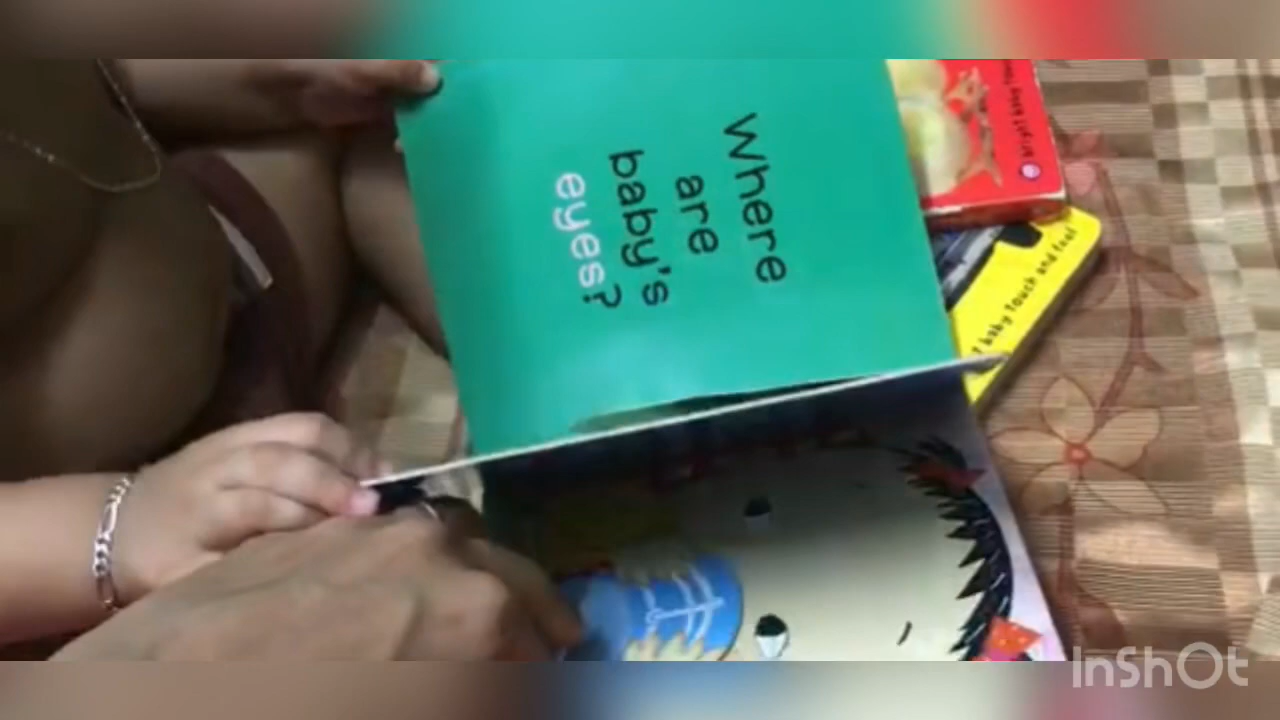 Where
are
baby's
eyes?
baby touch and feel
InShOt